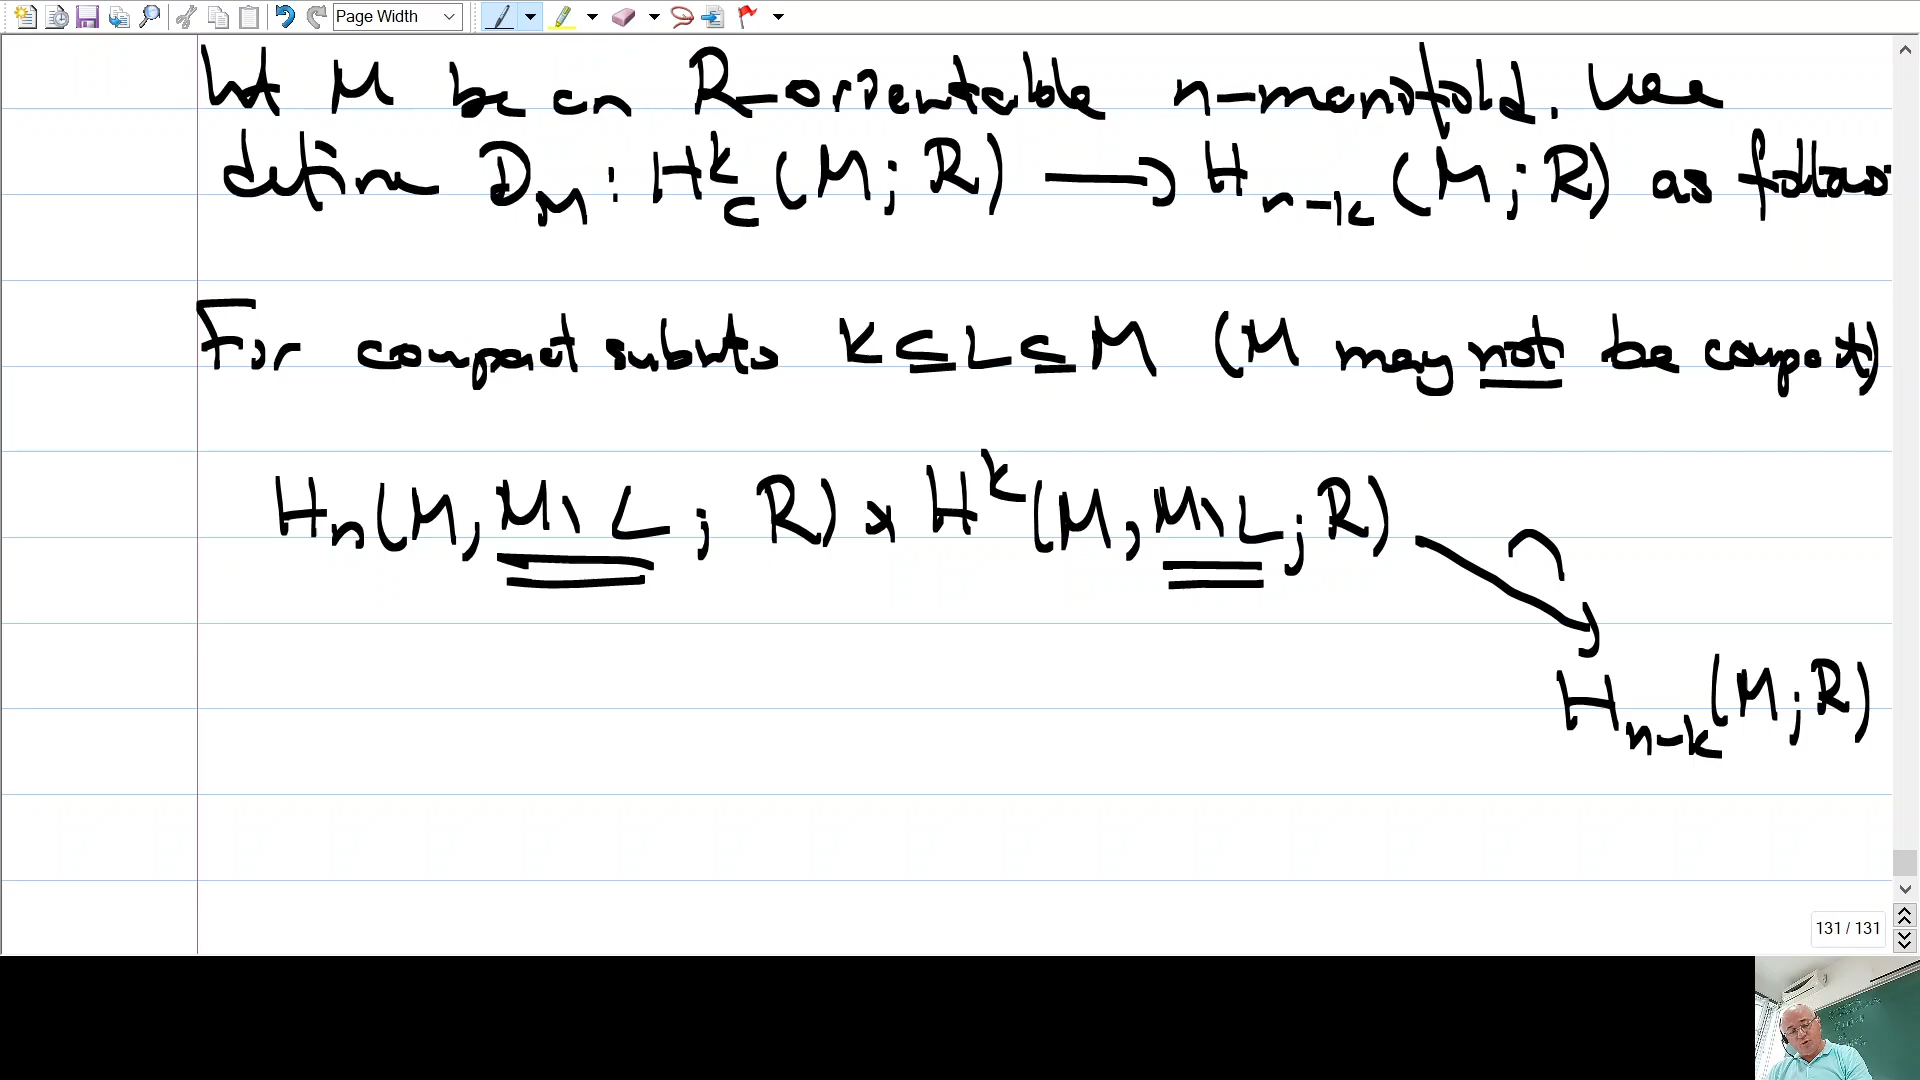 Page Width
Let M be an R-orientable n-manifold. We
define D_M : H^k_c (M; R) ⟶ H_{n-k} (M; R) as follows
For compact subsets K ⊆ L ⊆ M (M may not be compact)
H_n(M, M\L; R) × H^k(M, M\L; R)
⌒
H_{n-k}(M; R)
131 / 131